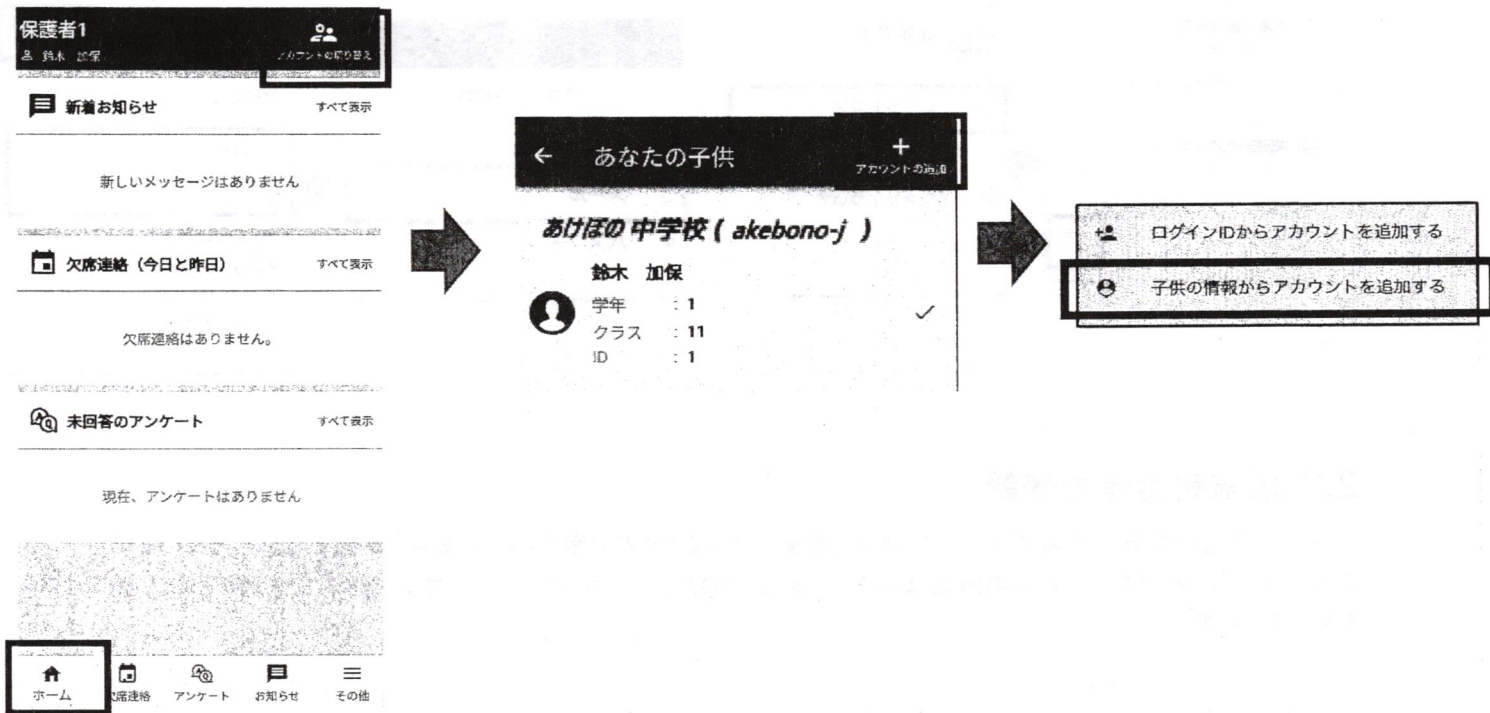 保護者1
鈴木 加保
アカウントの切り替え
新着お知らせ すべて表示
新しいメッセージはありません
欠席連絡（今日と昨日） すべて表示
欠席連絡はありません。
未回答のアンケート すべて表示
現在、アンケートはありません
ホーム
欠席連絡
アンケート
お知らせ
その他
← あなたの子供
+
アカウントの追加
あけぼの 中学校 ( akebono-j )
鈴木 加保
学年 : 1
クラス : 11
ID : 1
ログインIDからアカウントを追加する
子供の情報からアカウントを追加する